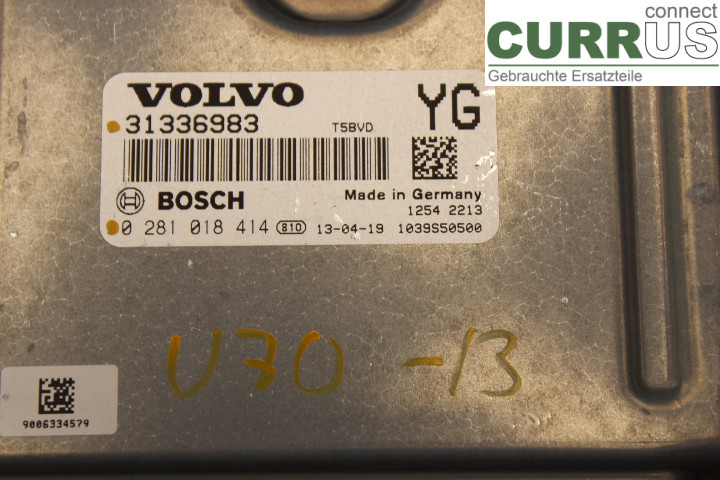 connect
CURRUS
Gebrauchte Ersatzteile
VOLVO
YG
31336983 T5BVD
BOSCH
Made in Germany
1254 2213
0 281 018 414 810 13-04-19 1039S50500
V70 -13
9006334579